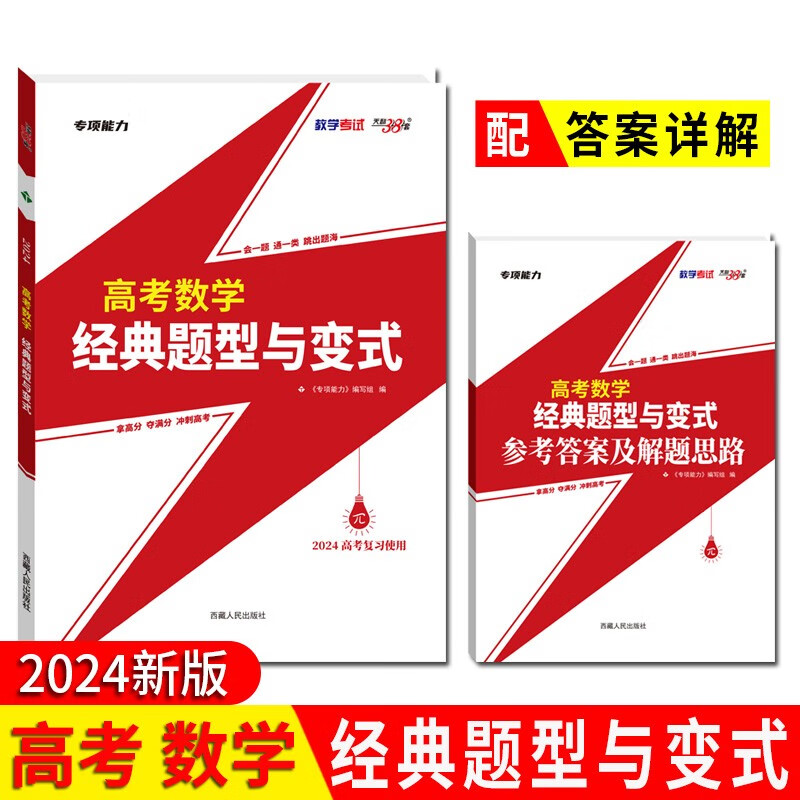 专项能力
教学考试 天利38套
会一题 通一类 跳出题海
高考数学
经典题型与变式
《专项能力》编写组 编
拿高分 夺满分 冲刺高考
π
2024 高考复习使用
西藏人民出版社
高考数学 经典题型与变式
西藏人民出版社
配 答案详解
专项能力
教学考试 天利38套
会一题 通一类 跳出题海
高考数学
经典题型与变式
参考答案及解题思路
《专项能力》编写组 编
拿高分 夺满分 冲刺高考
π
西藏人民出版社
2024新版
高考 数学 经典题型与变式